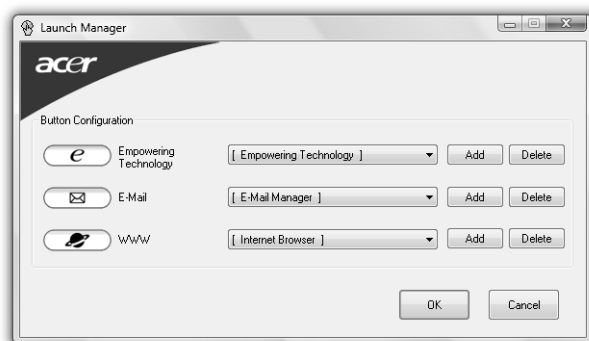 Launch Manager
acer
Button Configuration
e
Empowering
Technology
[ Empowering Technology ]
Add
Delete
E-Mail
[ E-Mail Manager ]
Add
Delete
WWW
[ Internet Browser ]
Add
Delete
OK
Cancel